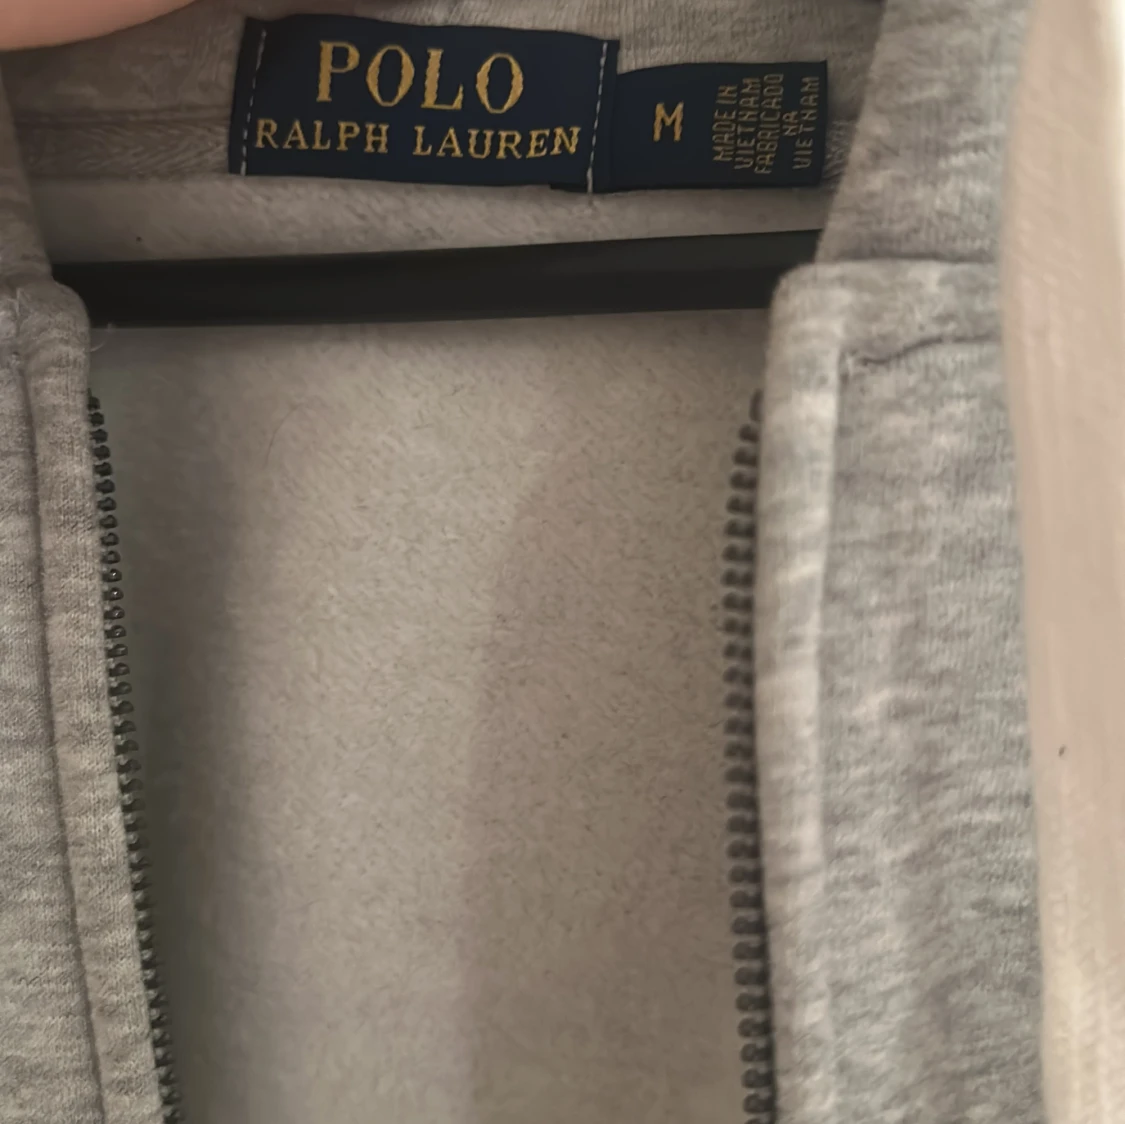 POLO
RALPH LAUREN
M
MADE IN
VIETNAM
FABRICADO
NA
VIETNAM